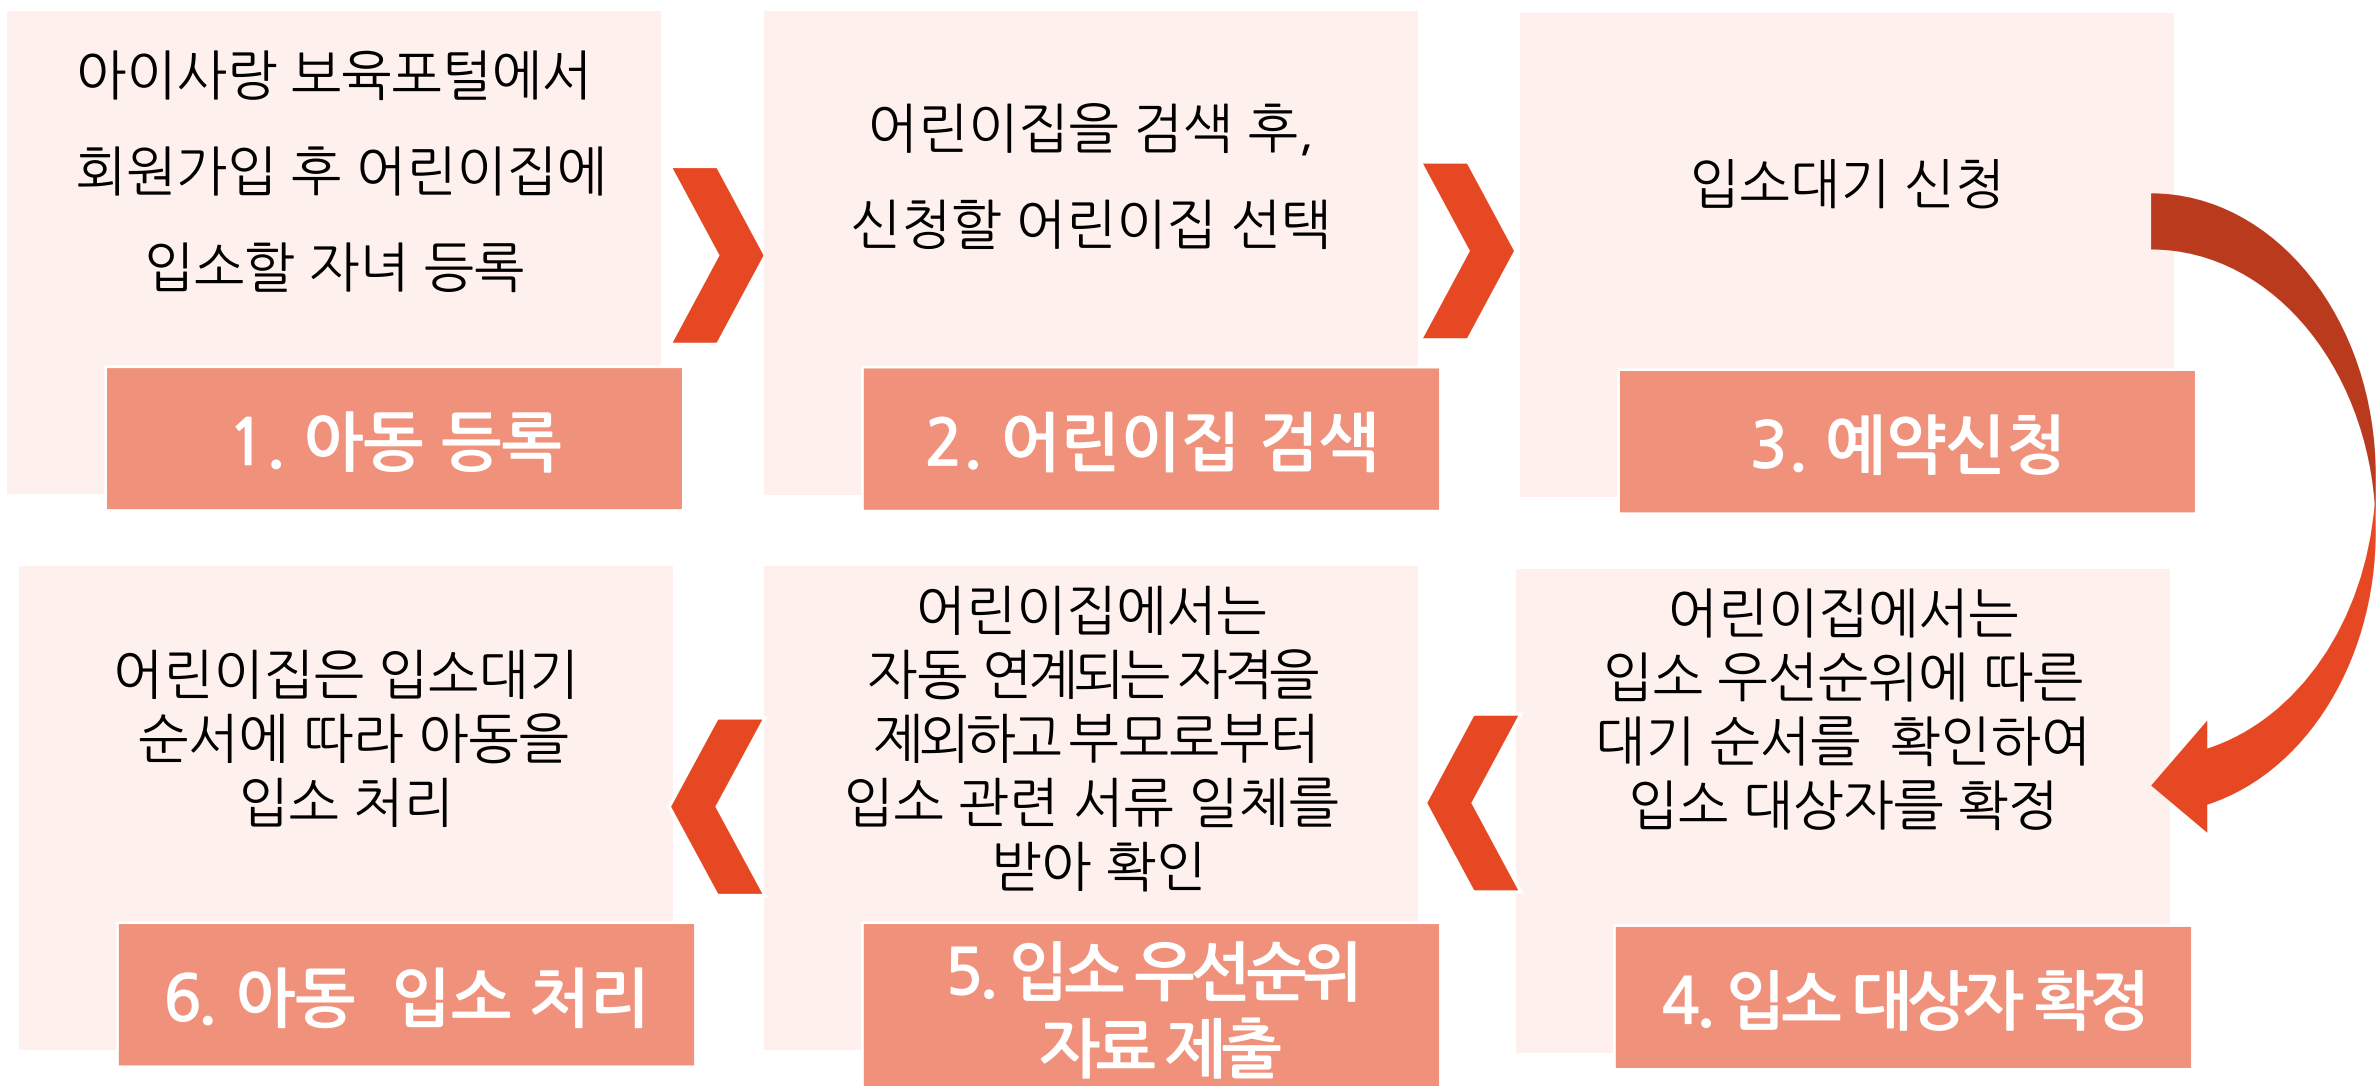 아이사랑 보육포털에서
회원가입 후 어린이집에
입소할 자녀 등록
1. 아동 등록
어린이집을 검색 후,
신청할 어린이집 선택
2. 어린이집 검색
입소대기 신청
3. 예약신청
어린이집에서는
입소 우선순위에 따른
대기 순서를 확인하여
입소 대상자를 확정
4. 입소 대상자 확정
어린이집에서는
자동 연계되는 자격을
제외하고 부모로부터
입소 관련 서류 일체를
받아 확인
5. 입소 우선순위
자료 제출
어린이집은 입소대기
순서에 따라 아동을
입소 처리
6. 아동 입소 처리